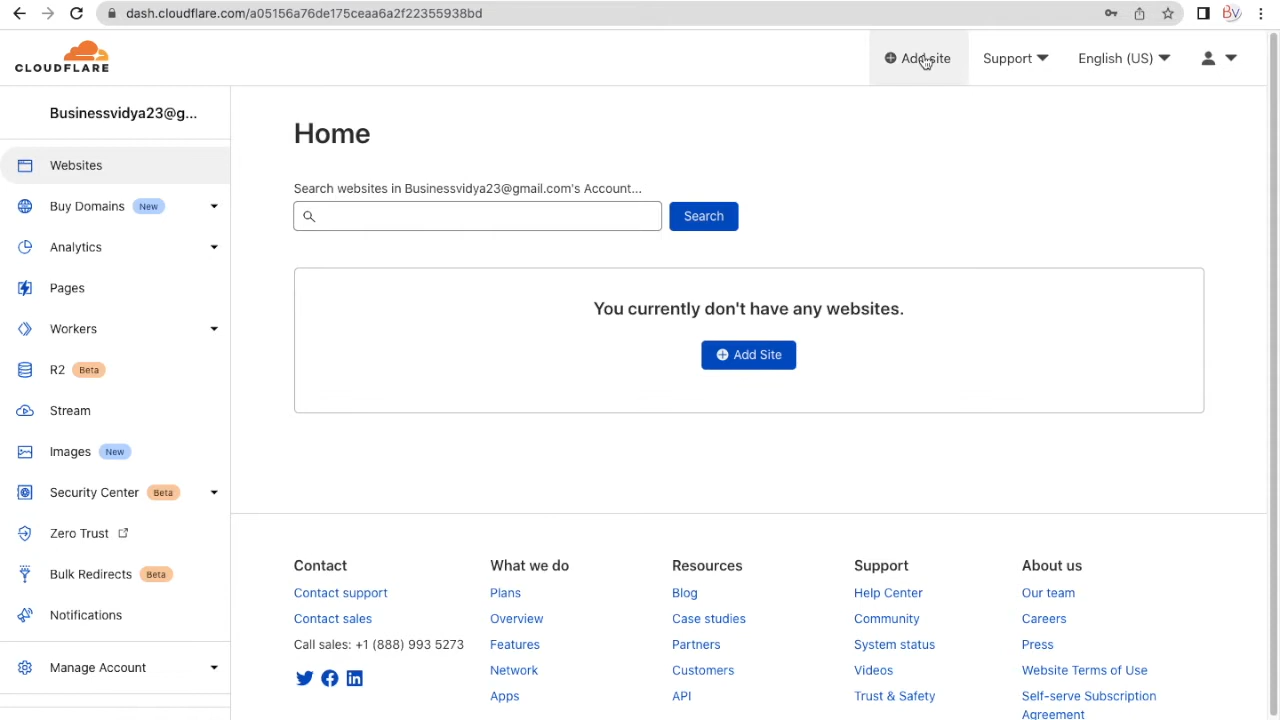 dash.cloudflare.com/a05156a76de175ceaa6a2f22355938bd
BV
CLOUDFLARE
Add site
Support
English (US)
Businessvidya23@g...
Websites
Buy Domains New
Analytics
Pages
Workers
R2 Beta
Stream
Images New
Security Center Beta
Zero Trust
Bulk Redirects Beta
Notifications
Manage Account
Home
Search websites in Businessvidya23@gmail.com's Account...
Search
You currently don't have any websites.
Add Site
Contact
Contact support
Contact sales
Call sales: +1 (888) 993 5273
What we do
Plans
Overview
Features
Network
Apps
Resources
Blog
Case studies
Partners
Customers
API
Support
Help Center
Community
System status
Videos
Trust & Safety
About us
Our team
Careers
Press
Website Terms of Use
Self-serve Subscription
Agreement